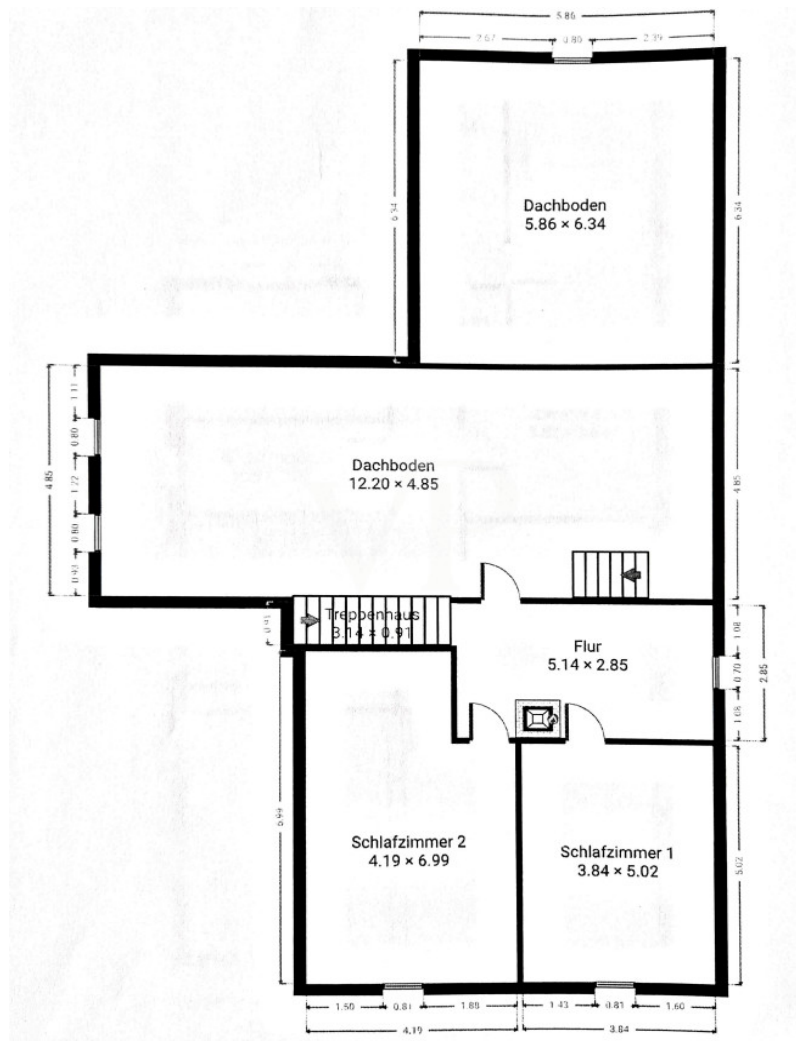 5.86
2.67
0.80
2.39
6.34
Dachboden
5.86 × 6.34
6.34
1.11
0.80
1.22
0.80
0.43
4.85
Dachboden
12.20 × 4.85
4.85
Treppenhaus
3.14 × 0.91
0.91
Flur
5.14 × 2.85
1.08
0.70
1.08
2.85
6.99
Schlafzimmer 2
4.19 × 6.99
Schlafzimmer 1
3.84 × 5.02
5.02
1.50
0.81
1.88
1.43
0.81
1.60
4.19
3.84